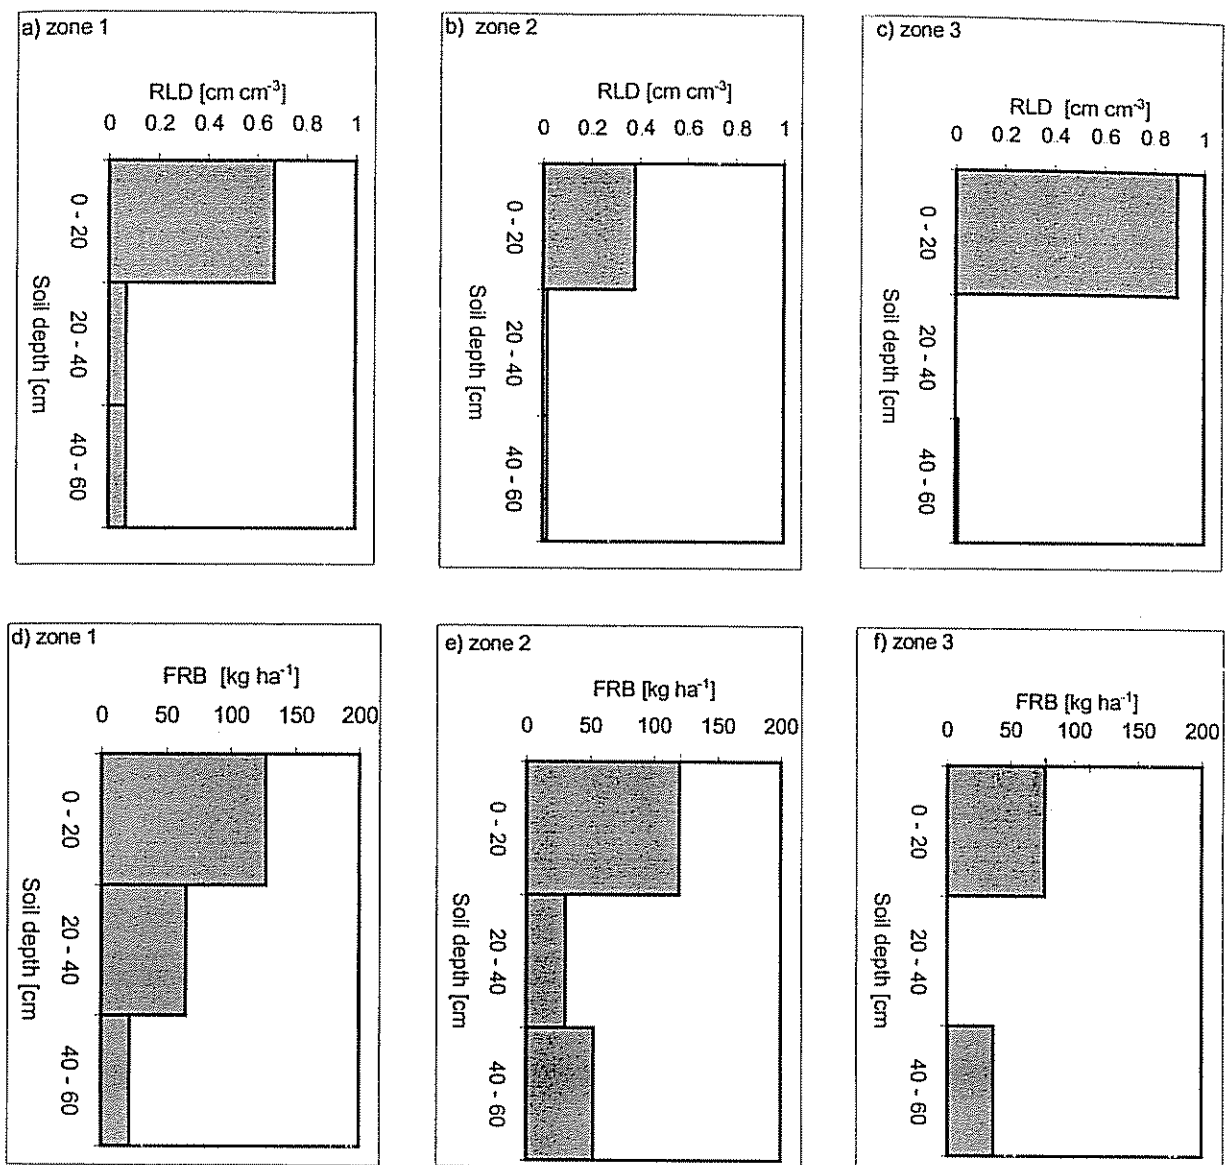 a) zone 1
RLD [cm cm⁻³]
0 0.2 0.4 0.6 0.8 1
0 - 20
20 - 40
40 - 60
Soil depth [cm
b) zone 2
RLD [cm cm⁻³]
0 0.2 0.4 0.6 0.8 1
0 - 20
20 - 40
40 - 60
Soil depth [cm
c) zone 3
RLD [cm cm⁻³]
0 0.2 0.4 0.6 0.8 1
0 - 20
20 - 40
40 - 60
Soil depth [cm
d) zone 1
FRB [kg ha⁻¹]
0 50 100 150 200
0 - 20
20 - 40
40 - 60
Soil depth [cm
e) zone 2
FRB [kg ha⁻¹]
0 50 100 150 200
0 - 20
20 - 40
40 - 60
Soil depth [cm
f) zone 3
FRB [kg ha⁻¹]
0 50 100 150 200
0 - 20
20 - 40
40 - 60
Soil depth [cm